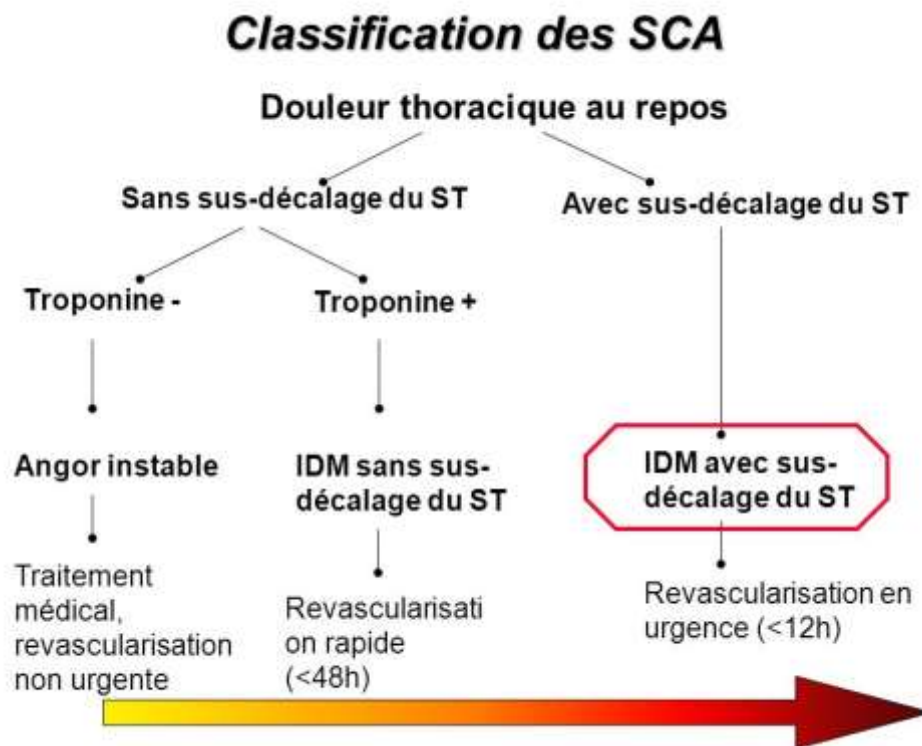 Classification des SCA
Douleur thoracique au repos
Sans sus-décalage du ST
Avec sus-décalage du ST
Troponine -
Troponine +
Angor instable
IDM sans sus-
décalage du ST
IDM avec sus-
décalage du ST
Traitement
médical,
revascularisation
non urgente
Revascularisati
on rapide
(<48h)
Revascularisation en
urgence (<12h)